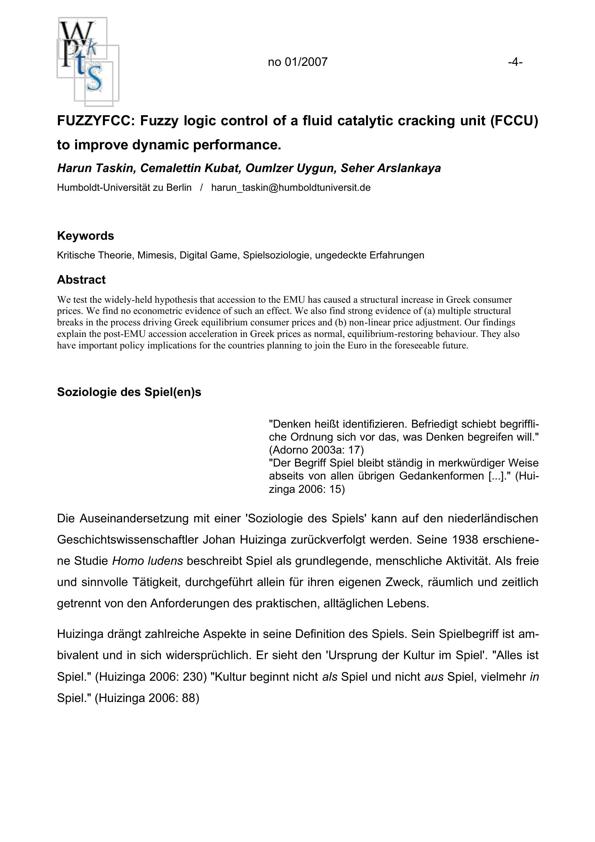 W
Pk
ts
no 01/2007 -4-
FUZZYFCC: Fuzzy logic control of a fluid catalytic cracking unit (FCCU)
to improve dynamic performance.
Harun Taskin, Cemalettin Kubat, Oumlzer Uygun, Seher Arslankaya
Humboldt-Universität zu Berlin / harun_taskin@humboldtuniversit.de
Keywords
Kritische Theorie, Mimesis, Digital Game, Spielsoziologie, ungedeckte Erfahrungen
Abstract
We test the widely-held hypothesis that accession to the EMU has caused a structural increase in Greek consumer
prices. We find no econometric evidence of such an effect. We also find strong evidence of (a) multiple structural
breaks in the process driving Greek equilibrium consumer prices and (b) non-linear price adjustment. Our findings
explain the post-EMU accession acceleration in Greek prices as normal, equilibrium-restoring behaviour. They also
have important policy implications for the countries planning to join the Euro in the foreseeable future.
Soziologie des Spiel(en)s
"Denken heißt identifizieren. Befriedigt schiebt begriffli-
che Ordnung sich vor das, was Denken begreifen will."
(Adorno 2003a: 17)
"Der Begriff Spiel bleibt ständig in merkwürdiger Weise
abseits von allen übrigen Gedankenformen [...]." (Hui-
zinga 2006: 15)
Die Auseinandersetzung mit einer 'Soziologie des Spiels' kann auf den niederländischen
Geschichtswissenschaftler Johan Huizinga zurückverfolgt werden. Seine 1938 erschiene-
ne Studie Homo ludens beschreibt Spiel als grundlegende, menschliche Aktivität. Als freie
und sinnvolle Tätigkeit, durchgeführt allein für ihren eigenen Zweck, räumlich und zeitlich
getrennt von den Anforderungen des praktischen, alltäglichen Lebens.
Huizinga drängt zahlreiche Aspekte in seine Definition des Spiels. Sein Spielbegriff ist am-
bivalent und in sich widersprüchlich. Er sieht den 'Ursprung der Kultur im Spiel'. "Alles ist
Spiel." (Huizinga 2006: 230) "Kultur beginnt nicht als Spiel und nicht aus Spiel, vielmehr in
Spiel." (Huizinga 2006: 88)